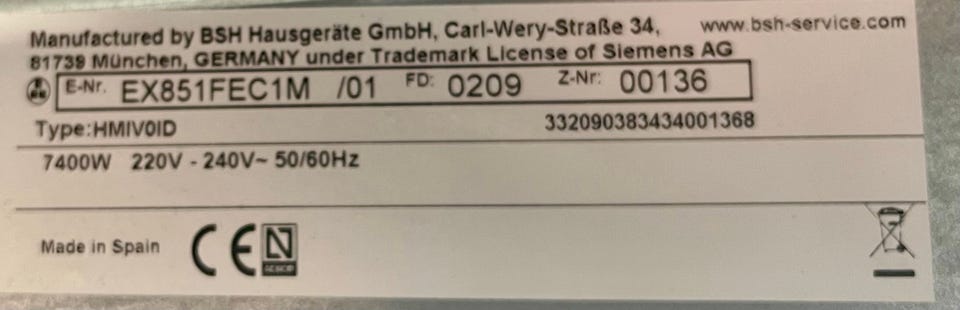 Manufactured by BSH Hausgeräte GmbH, Carl-Wery-Straße 34, www.bsh-service.com
81739 München, GERMANY under Trademark License of Siemens AG
E-Nr. EX851FEC1M /01 FD: 0209 Z-Nr: 00136
Type:HMIV0ID 332090383434001368
7400W 220V - 240V~ 50/60Hz
Made in Spain CE N